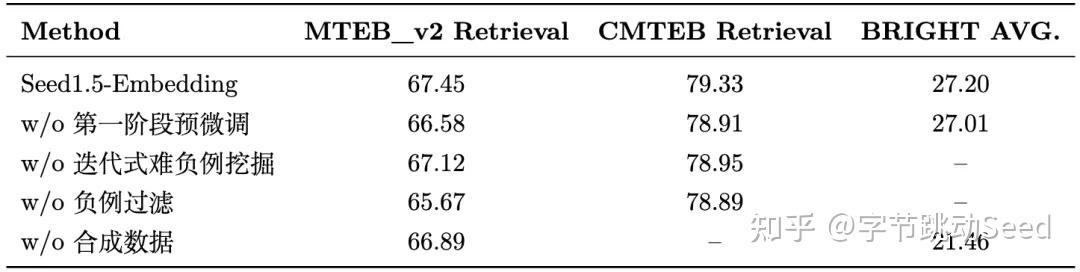 Method MTEB_v2 Retrieval CMTEB Retrieval BRIGHT AVG.
Seed1.5-Embedding 67.45 79.33 27.20
w/o 第一阶段预微调 66.58 78.91 27.01
w/o 迭代式难负例挖掘 67.12 78.95 –
w/o 负例过滤 65.67 78.89 –
w/o 合成数据 66.89 – 21.46
知乎 @字节跳动Seed